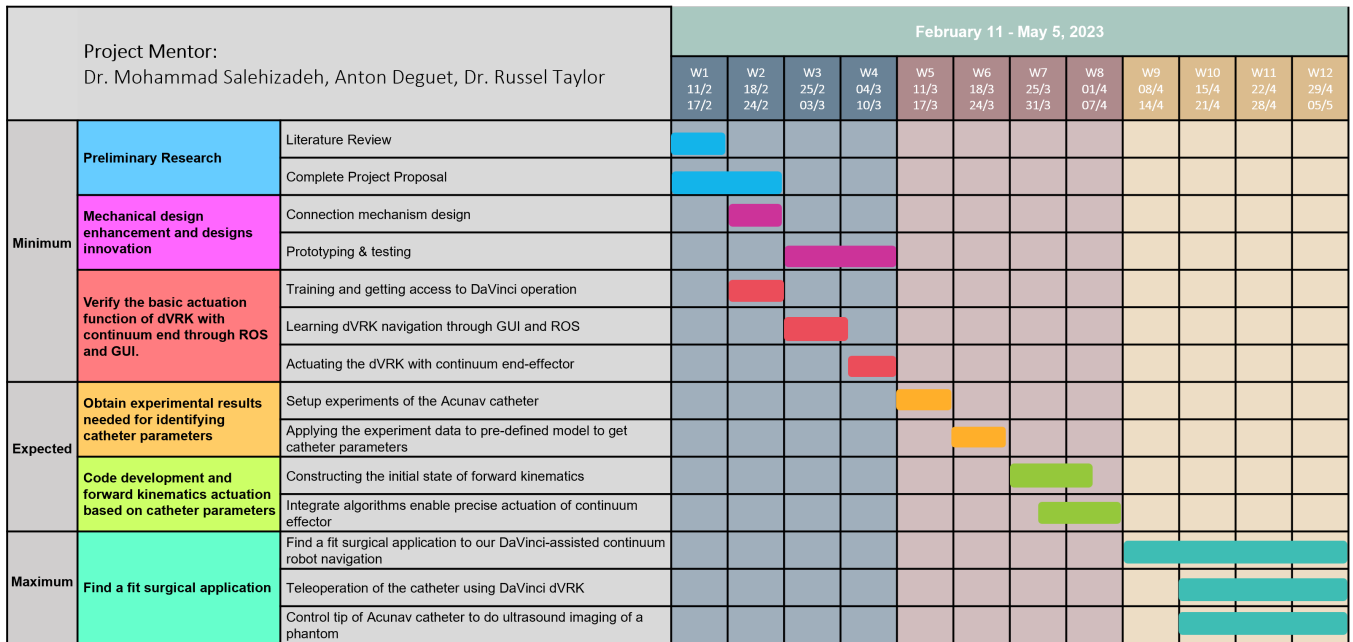 Project Mentor:
Dr. Mohammad Salehizadeh, Anton Deguet, Dr. Russel Taylor
February 11 - May 5, 2023
W1 W2 W3 W4 W5 W6 W7 W8 W9 W10 W11 W12
11/2 18/2 25/2 04/3 11/3 18/3 25/3 01/4 08/4 15/4 22/4 29/4
17/2 24/2 03/3 10/3 17/3 24/3 31/3 07/4 14/4 21/4 28/4 05/5
Minimum
Preliminary Research
Literature Review
Complete Project Proposal
Mechanical design
enhancement and designs
innovation
Connection mechanism design
Prototyping & testing
Verify the basic actuation
function of dVRK with
continuum end through ROS
and GUI.
Training and getting access to DaVinci operation
Learning dVRK navigation through GUI and ROS
Actuating the dVRK with continuum end-effector
Expected
Obtain experimental results
needed for identifying
catheter parameters
Setup experiments of the Acunav catheter
Applying the experiment data to pre-defined model to get
catheter parameters
Code development and
forward kinematics actuation
based on catheter parameters
Constructing the initial state of forward kinematics
Integrate algorithms enable precise actuation of continuum
effector
Maximum
Find a fit surgical application
Find a fit surgical application to our DaVinci-assisted continuum
robot navigation
Teleoperation of the catheter using DaVinci dVRK
Control tip of Acunav catheter to do ultrasound imaging of a
phantom